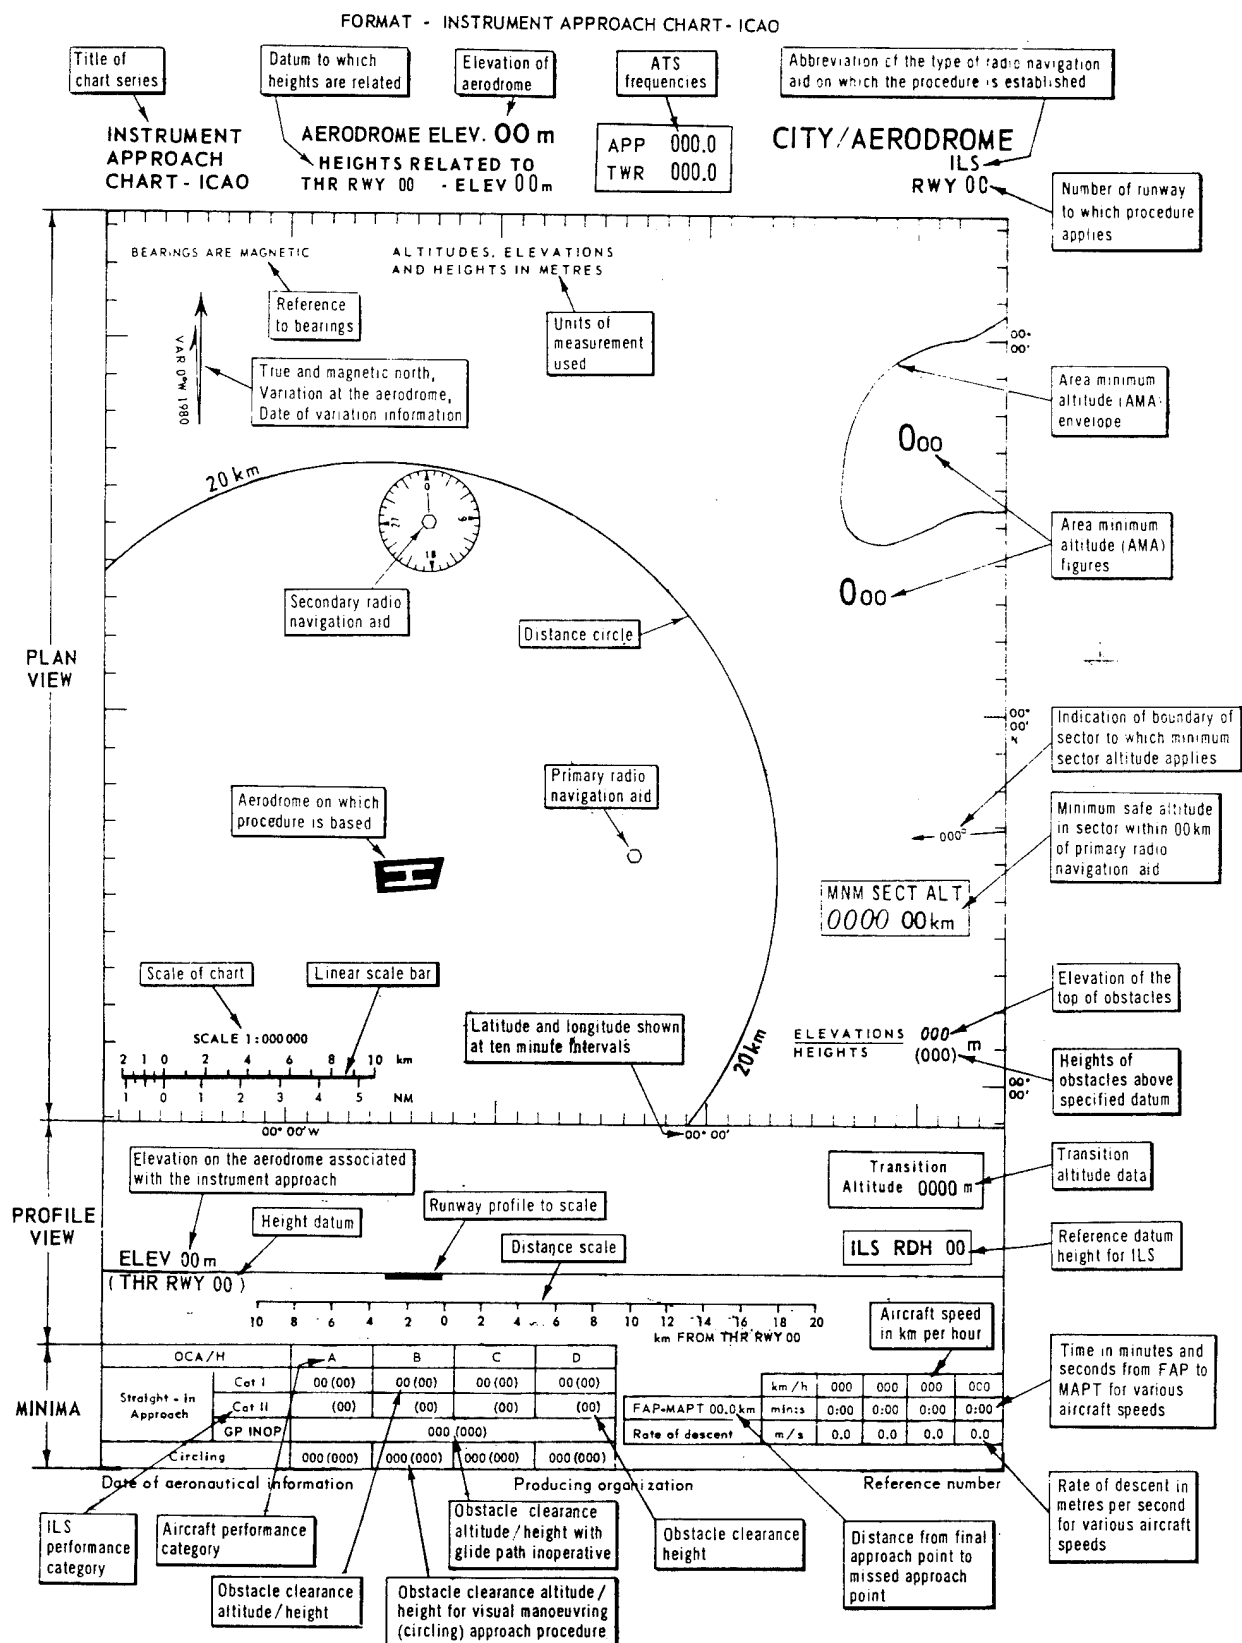 FORMAT - INSTRUMENT APPROACH CHART - ICAO
Title of
chart series
Datum to which
heights are related
Elevation of
aerodrome
ATS
frequencies
Abbreviation of the type of radio navigation
aid on which the procedure is established
INSTRUMENT
APPROACH
CHART - ICAO
AERODROME ELEV. 00 m
HEIGHTS RELATED TO
THR RWY 00 - ELEV 00m
APP 000.0
TWR 000.0
CITY/AERODROME
ILS
RWY 00
Number of runway
to which procedure
applies
BEARINGS ARE MAGNETIC
ALTITUDES, ELEVATIONS
AND HEIGHTS IN METRES
Reference
to bearings
Units of
measurement
used
VAR 0°W 1980
True and magnetic north,
Variation at the aerodrome,
Date of variation information
00°
00'
Area minimum
altitude (AMA)
envelope
000
20 km
0
9
18
27
Area minimum
altitude (AMA)
figures
000
Secondary radio
navigation aid
Distance circle
PLAN
VIEW
00°
00'
N
Indication of boundary of
sector to which minimum
sector altitude applies
Primary radio
navigation aid
Aerodrome on which
procedure is based
000°
Minimum safe altitude
in sector within 00 km
of primary radio
navigation aid
MNM SECT ALT
0000 00 km
Scale of chart
Linear scale bar
Elevation of the
top of obstacles
Latitude and longitude shown
at ten minute intervals
SCALE 1:000 000
2 1 0 2 4 6 8 10 km
1 0 1 2 3 4 5 NM
20 km
ELEVATIONS 000 m
HEIGHTS (000)
Heights of
obstacles above
specified datum
00°
00'
00° 00'W
00° 00'
Elevation on the aerodrome associated
with the instrument approach
Transition
Altitude 0000 m
Transition
altitude data
PROFILE
VIEW
Height datum
Runway profile to scale
Distance scale
ELEV 00 m
(THR RWY 00)
ILS RDH 00
Reference datum
height for ILS
10 8 6 4 2 0 2 4 6 8 10 12 14 16 18 20
km FROM THR RWY 00
Aircraft speed
in km per hour
MINIMA
OCA/H A B C D
Straight - in
Approach
Cat I 00 (00) 00 (00) 00 (00) 00 (00)
Cat II (00) (00) (00) (00)
GP INOP 000 (000)
Circling 000 (000) 000 (000) 000 (000) 000 (000)
km/h 000 000 000 000
FAP-MAPT 00.0 km min:s 0:00 0:00 0:00 0:00
Rate of descent m/s 0.0 0.0 0.0 0.0
Time in minutes and
seconds from FAP to
MAPT for various
aircraft speeds
Date of aeronautical information
Producing organization
Reference number
ILS
performance
category
Aircraft performance
category
Obstacle clearance
altitude/height
Obstacle clearance
altitude/height with
glide path inoperative
Obstacle clearance altitude/
height for visual manoeuvring
(circling) approach procedure
Obstacle clearance
height
Distance from final
approach point to
missed approach
point
Rate of descent in
metres per second
for various aircraft
speeds